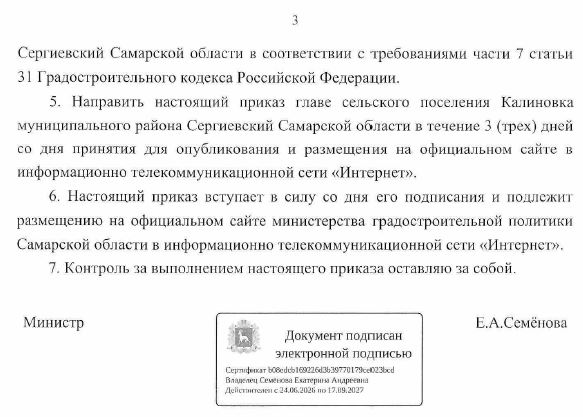 3
Сергиевский Самарской области в соответствии с требованиями части 7 статьи
31 Градостроительного кодекса Российской Федерации.
5. Направить настоящий приказ главе сельского поселения Калиновка
муниципального района Сергиевский Самарской области в течение 3 (трех) дней
со дня принятия для опубликования и размещения на официальном сайте в
информационно телекоммуникационной сети «Интернет».
6. Настоящий приказ вступает в силу со дня его подписания и подлежит
размещению на официальном сайте министерства градостроительной политики
Самарской области в информационно телекоммуникационной сети «Интернет».
7. Контроль за выполнением настоящего приказа оставляю за собой.
Министр
Е.А.Семёнова
Документ подписан
электронной подписью
Сертификат b08edcb169226d3b39770179ce023bcd
Владелец Семёнова Екатерина Андреевна
Действителен с 24.06.2026 по 17.09.2027